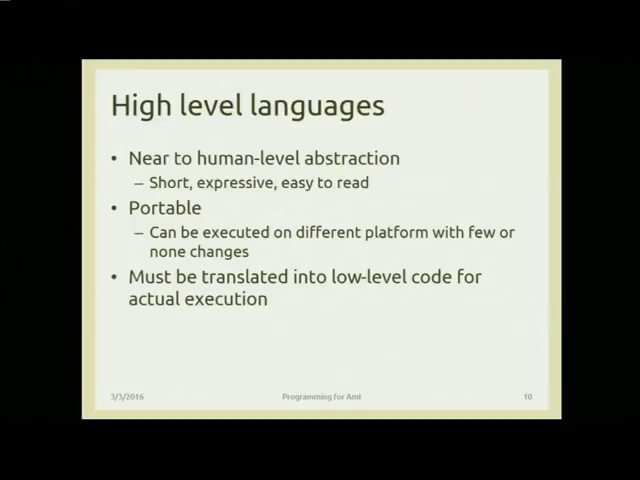 High level languages
• Near to human-level abstraction
– Short, expressive, easy to read
• Portable
– Can be executed on different platform with few or
none changes
• Must be translated into low-level code for
actual execution
3/3/2016
Programming for AmI
10